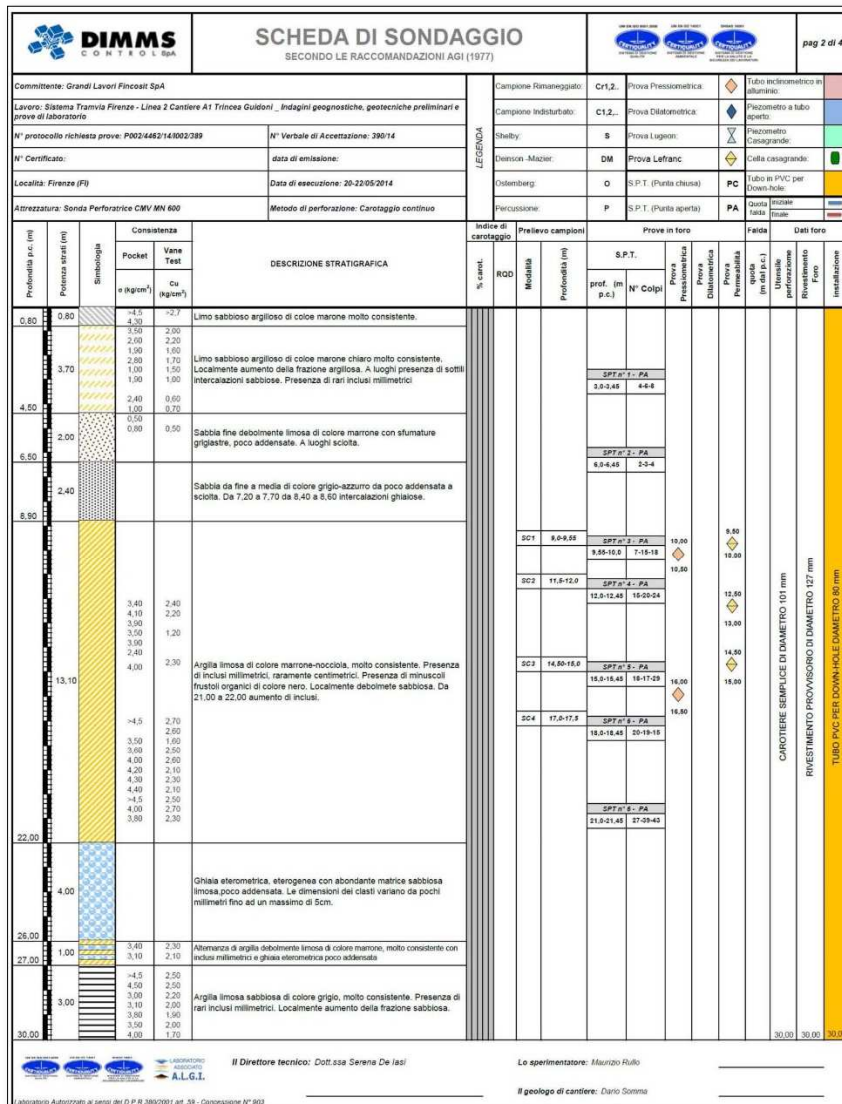 DIMMS
CONTROL SpA
SCHEDA DI SONDAGGIO
SECONDO LE RACCOMANDAZIONI AGI (1977)
CERTIQUALITY CERTIQUALITY CERTIQUALITY
pag 2 di 4
Committente: Grandi Lavori Fincosit SpA
Lavoro: Sistema Tramvia Firenze - Linea 2 Cantiere A1 Trincea Guidoni _ Indagini geognostiche, geotecniche preliminari e
prove di laboratorio
N° protocollo richiesta prove: P002/4462/14/I002/389
N° Verbale di Accettazione: 390/14
N° Certificato:
data di emissione:
Località: Firenze (FI)
Data di esecuzione: 20-22/05/2014
Attrezzatura: Sonda Perforatrice CMV MN 600
Metodo di perforazione: Carotaggio continuo
LEGENDA
Campione Rimaneggiato: Cr1,2.. Prova Pressiometrica: Tubo inclinometrico in alluminio:
Campione Indisturbato: C1,2,.. Prova Dilatometrica: Piezometro a tubo aperto:
Shelby: S Prova Lugeon: Piezometro Casagrande:
Deinson -Mazier: DM Prova Lefranc Cella casagrande:
Ostemberg: O S.P.T. (Punta chiusa) PC Tubo in PVC per Down-hole:
Percussione: P S.P.T. (Punta aperta) PA Quota falda iniziale finale
Profondità p.c. (m)
Potenza strati (m)
Simbologia
Consistenza
Pocket
σ (kg/cm²)
Vane Test
Cu (kg/cm²)
DESCRIZIONE STRATIGRAFICA
Indice di carotaggio
% carot.
RQD
Prelievo campioni
Modalità
Profondità (m)
Prove in foro
S.P.T.
prof. (m p.c.)
N° Colpi
Prova Pressiometrica
Prova Dilatometrica
Prova Permeabilità
Falda
quota (m dal p.c.)
Dati foro
Utensile perforazione
Rivestimento Foro
installazione
0,80 0,80
>4,5 >2,7
4,30
Limo sabbioso argilloso di coloe marone molto consistente.
3,70
3,50 2,00
2,60 2,20
1,90 1,60
2,80 1,70
1,00 1,50
1,90 1,00
2,40 0,60
1,00 0,70
Limo sabbioso argilloso di coloe marone chiaro molto consistente.
Localmente aumento della frazione argillosa. A luoghi presenza di sottili
intercalazioni sabbiose. Presenza di rari inclusi millimetrici
SPT n° 1 - PA
3,0-3,45 4-6-8
4,50
2,00
0,50
0,80 0,50
Sabbia fine debolmente limosa di colore marrone con sfumature
grigiastre, poco addensate. A luoghi sciolta.
SPT n° 2 - PA
6,50
6,0-6,45 2-3-4
2,40
Sabbia da fine a media di colore grigio-azzurro da poco addensata a
sciolta. Da 7,20 a 7,70 da 8,40 a 8,60 intercalazioni ghiaiose.
8,90
SC1 9,0-9,55
SPT n° 3 - PA
9,55-10,0 7-15-18
10,00
10,50
9,50
10,00
SC2 11,5-12,0
SPT n° 4 - PA
12,0-12,45 15-20-24
12,50
13,00
3,40 2,40
4,10 2,20
3,90
3,50 1,20
3,90
2,40
4,00 2,30
13,10
Argilla limosa di colore marrone-nocciola, molto consistente. Presenza
di inclusi millimetrici, raramente centimetrici. Presenza di minuscoli
frustoli organici di colore nero. Localmente debolmete sabbiosa. Da
21,00 a 22,00 aumento di inclusi.
SC3 14,50-15,0
SPT n° 5 - PA
15,0-15,45 16-17-29
16,00
16,80
14,50
15,00
SC4 17,0-17,5
SPT n° 6 - PA
18,0-18,45 20-19-15
>4,5 2,70
2,60
3,50 1,60
3,60 2,50
4,00 2,60
4,20 2,10
4,30 2,30
4,40 2,10
>4,5 2,50
4,00 2,70
3,80 2,30
SPT n° 6 - PA
21,0-21,45 27-39-43
22,00
4,00
Ghiaia eterometrica, eterogenea con abondante matrice sabbiosa
limosa,poco addensata. Le dimensioni dei clasti variano da pochi
millimetri fino ad un massimo di 5cm.
26,00
1,00
3,40 2,30
3,10 2,10
Alternanza di argilla debolmente limosa di colore marrone, molto consistente con
inclusi millimetrici e ghiaia eterometrica poco addensata
27,00
3,00
>4,5 2,50
4,50 2,50
3,00 2,20
3,10 2,00
3,80 1,90
3,50 2,00
4,00 1,70
Argilla limosa sabbiosa di colore grigio, molto consistente. Presenza di
rari inclusi millimetrici. Localmente aumento della frazione sabbiosa.
30,00
CAROTIERE SEMPLICE DI DIAMETRO 101 mm
RIVESTIMENTO PROVVISORIO DI DIAMETRO 127 mm
TUBO PVC PER DOWN-HOLE DIAMETRO 80 mm
30,00 30,00 30,0
LABORATORIO
ASSOCIATO
A.L.G.I.
Il Direttore tecnico: Dott.ssa Serena De Iasi
Lo sperimentatore: Maurizio Rullo
Il geologo di cantiere: Dario Somma
Laboratorio Autorizzato ai sensi del D.P.R 380/2001 art. 59 - Concessione N° 903